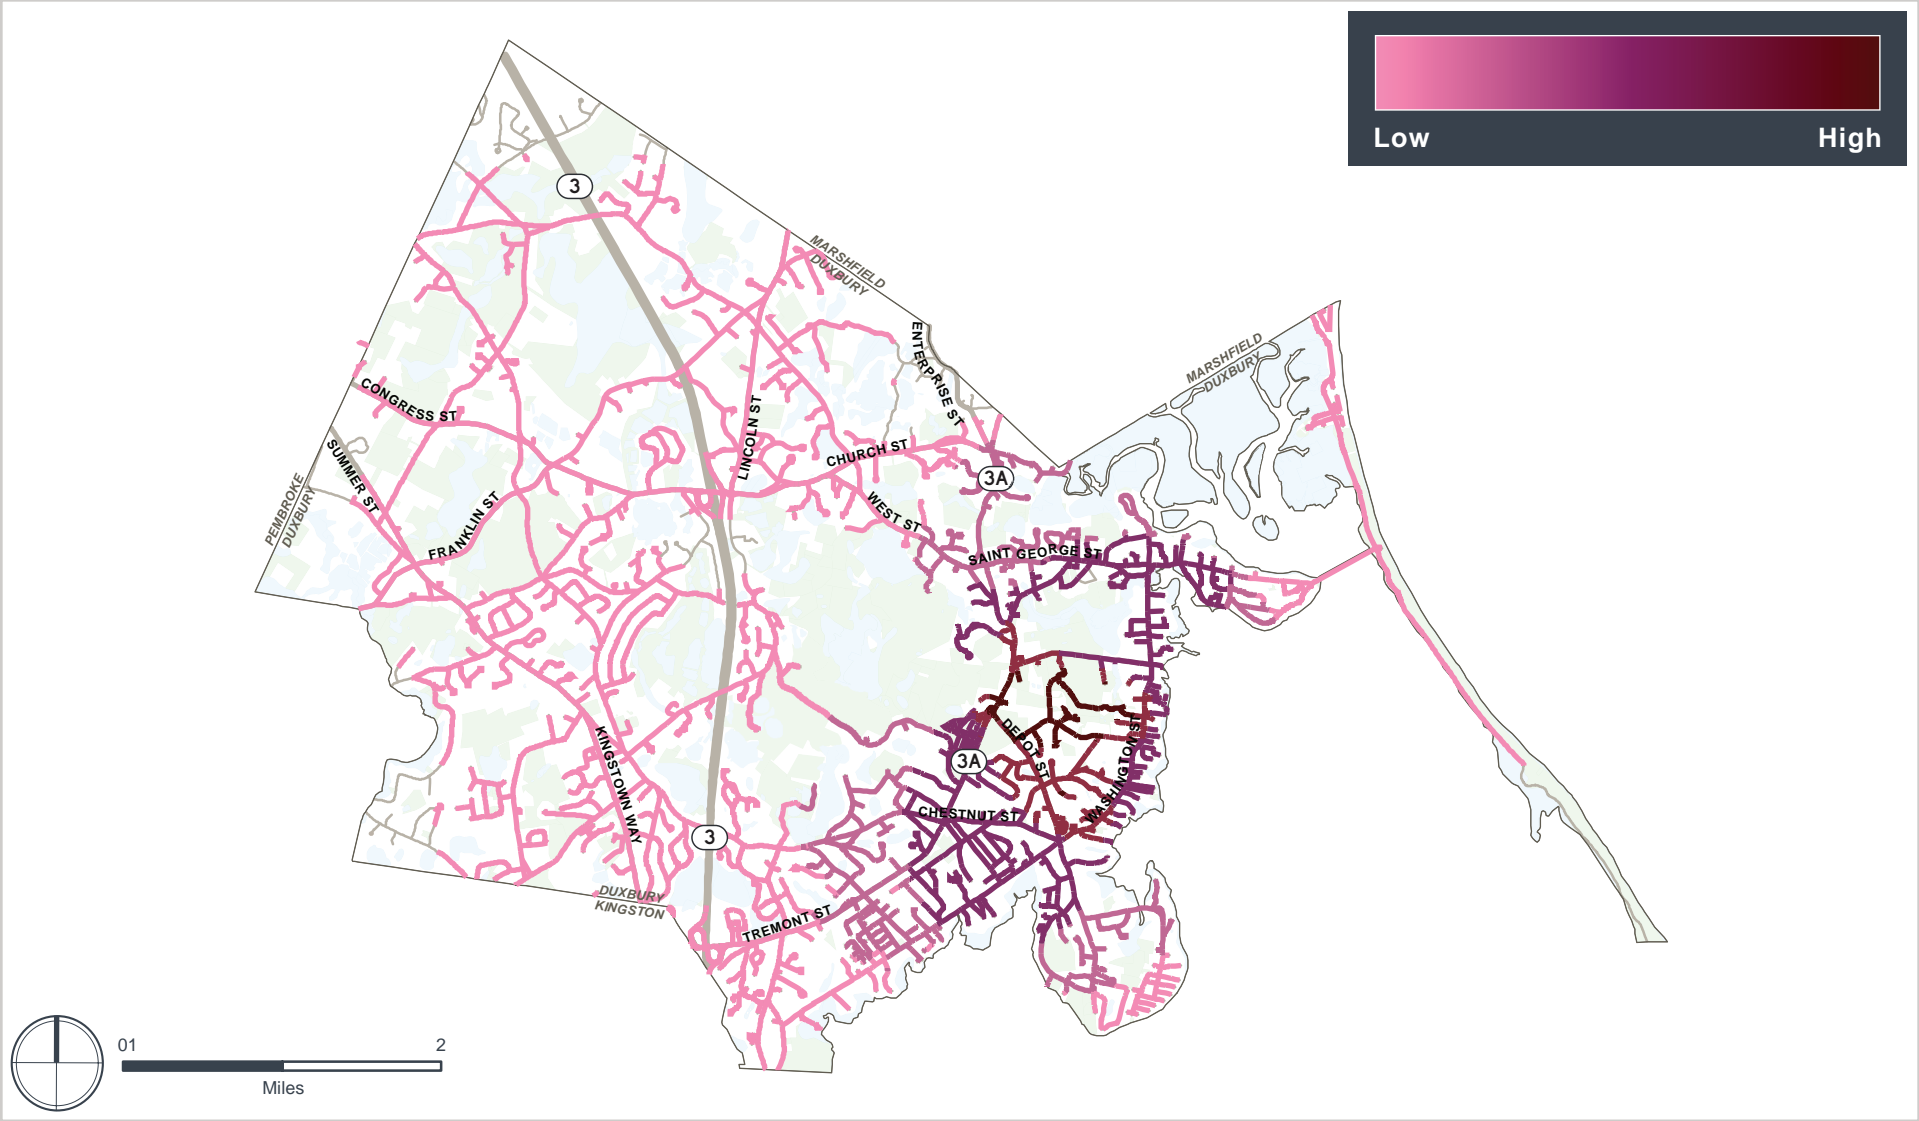 Low High
3
MARSHFIELD
DUXBURY
ENTERPRISE ST
MARSHFIELD
DUXBURY
CONGRESS ST
LINCOLN ST
SUMMER ST
CHURCH ST
3A
PEMBROKE
DUXBURY
FRANKLIN ST
WEST ST
SAINT GEORGE ST
DEPOT ST
WASHINGTON ST
3A
KINGSTOWN WAY
CHESTNUT ST
3
DUXBURY
KINGSTON
TREMONT ST
01 2
Miles